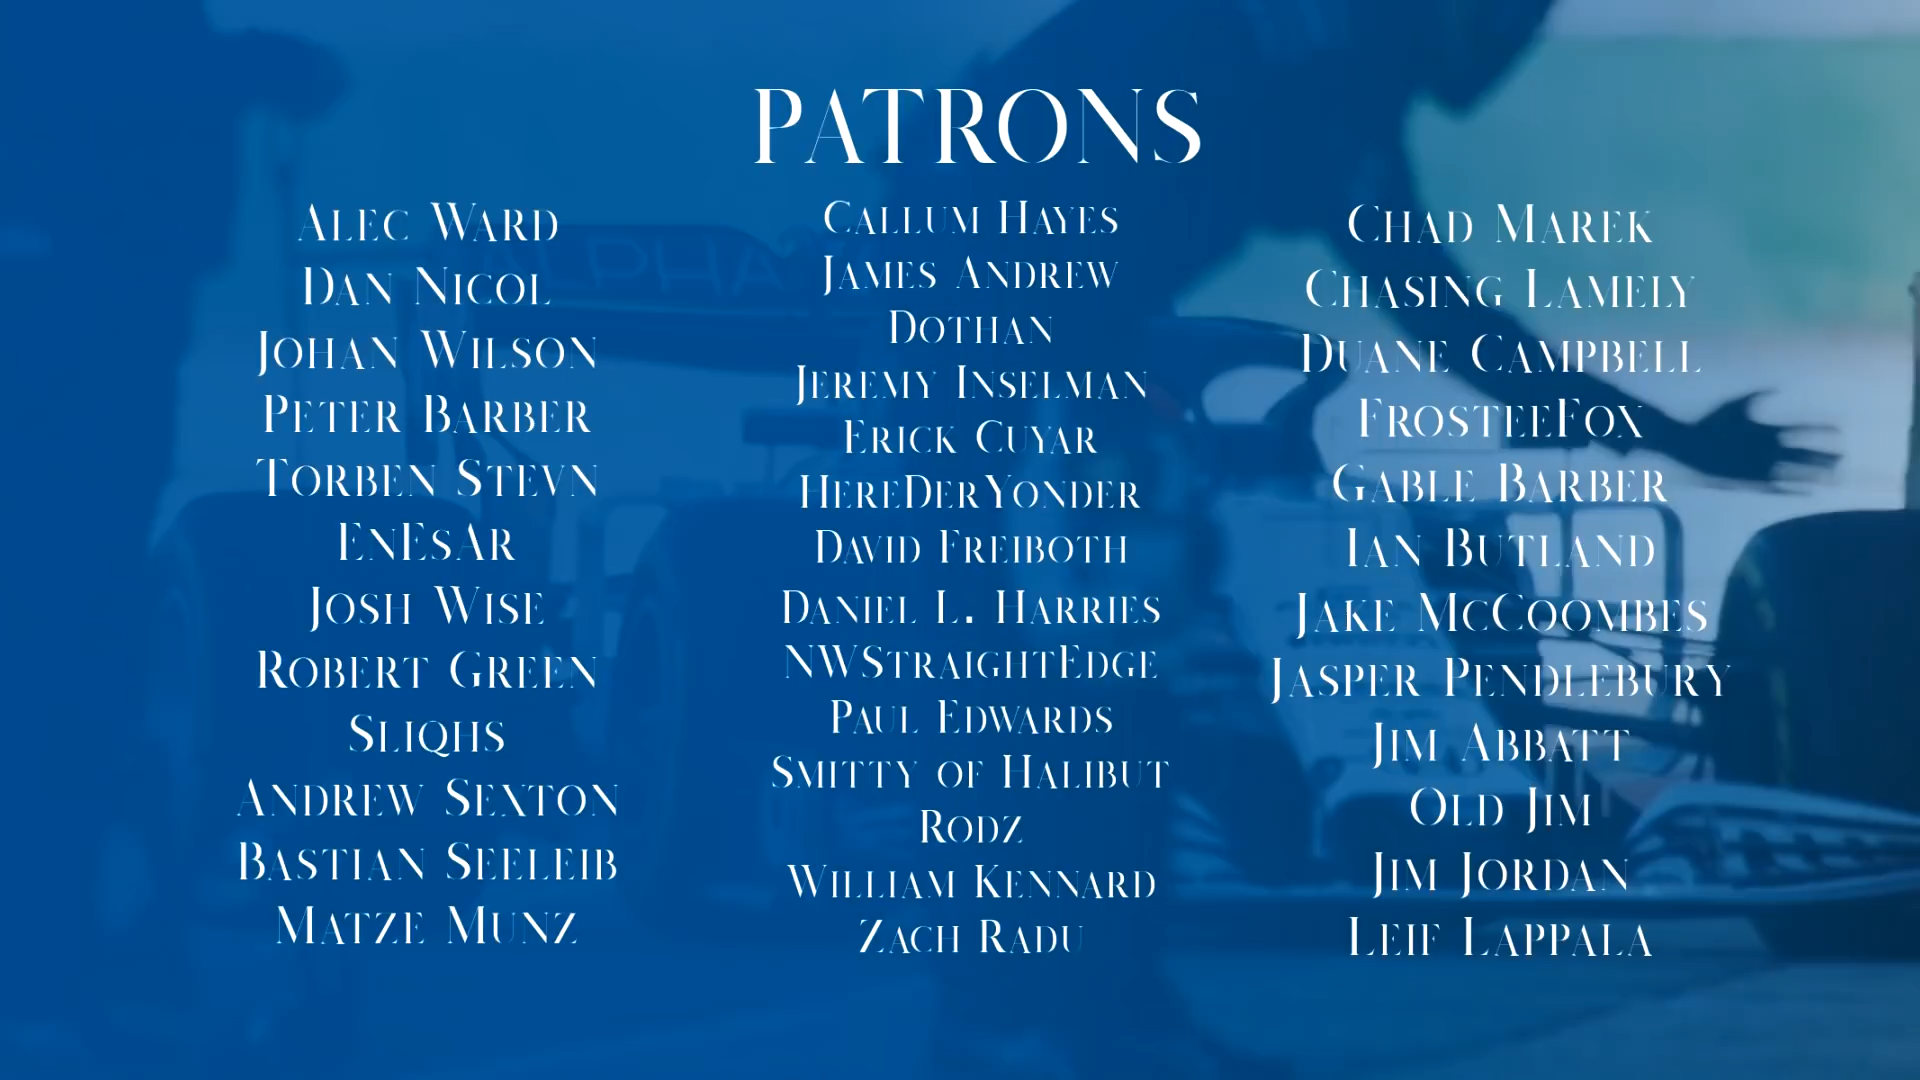 PATRONS
Alec Ward
Dan Nicol
Johan Wilson
Peter Barber
Torben Stevn
EnEsAr
Josh Wise
Robert Green
Sliqhs
Andrew Sexton
Bastian Seeleib
Matze Munz
Callum Hayes
James Andrew
Dothan
Jeremy Inselman
Erick Cuyar
HereDerYonder
David Freiboth
Daniel L. Harries
NWStraightEdge
Paul Edwards
Smitty of Halibut
Rodz
William Kennard
Zach Radu
Chad Marek
Chasing Lamely
Duane Campbell
FrosteeFox
Gable Barber
Ian Butland
Jake McCoombes
Jasper Pendlebury
Jim Abbatt
Old Jim
Jim Jordan
Leif Lappala
ALPHA